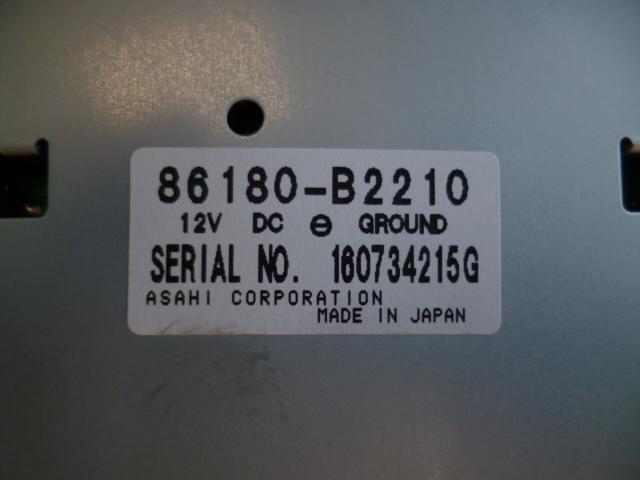 86180-B2210
12V DC ⊖ GROUND
SERIAL NO. 160734215G
ASAHI CORPORATION
MADE IN JAPAN